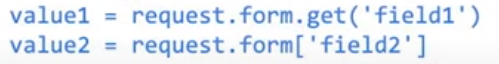 value1 = request.form.get('field1')
value2 = request.form['field2']